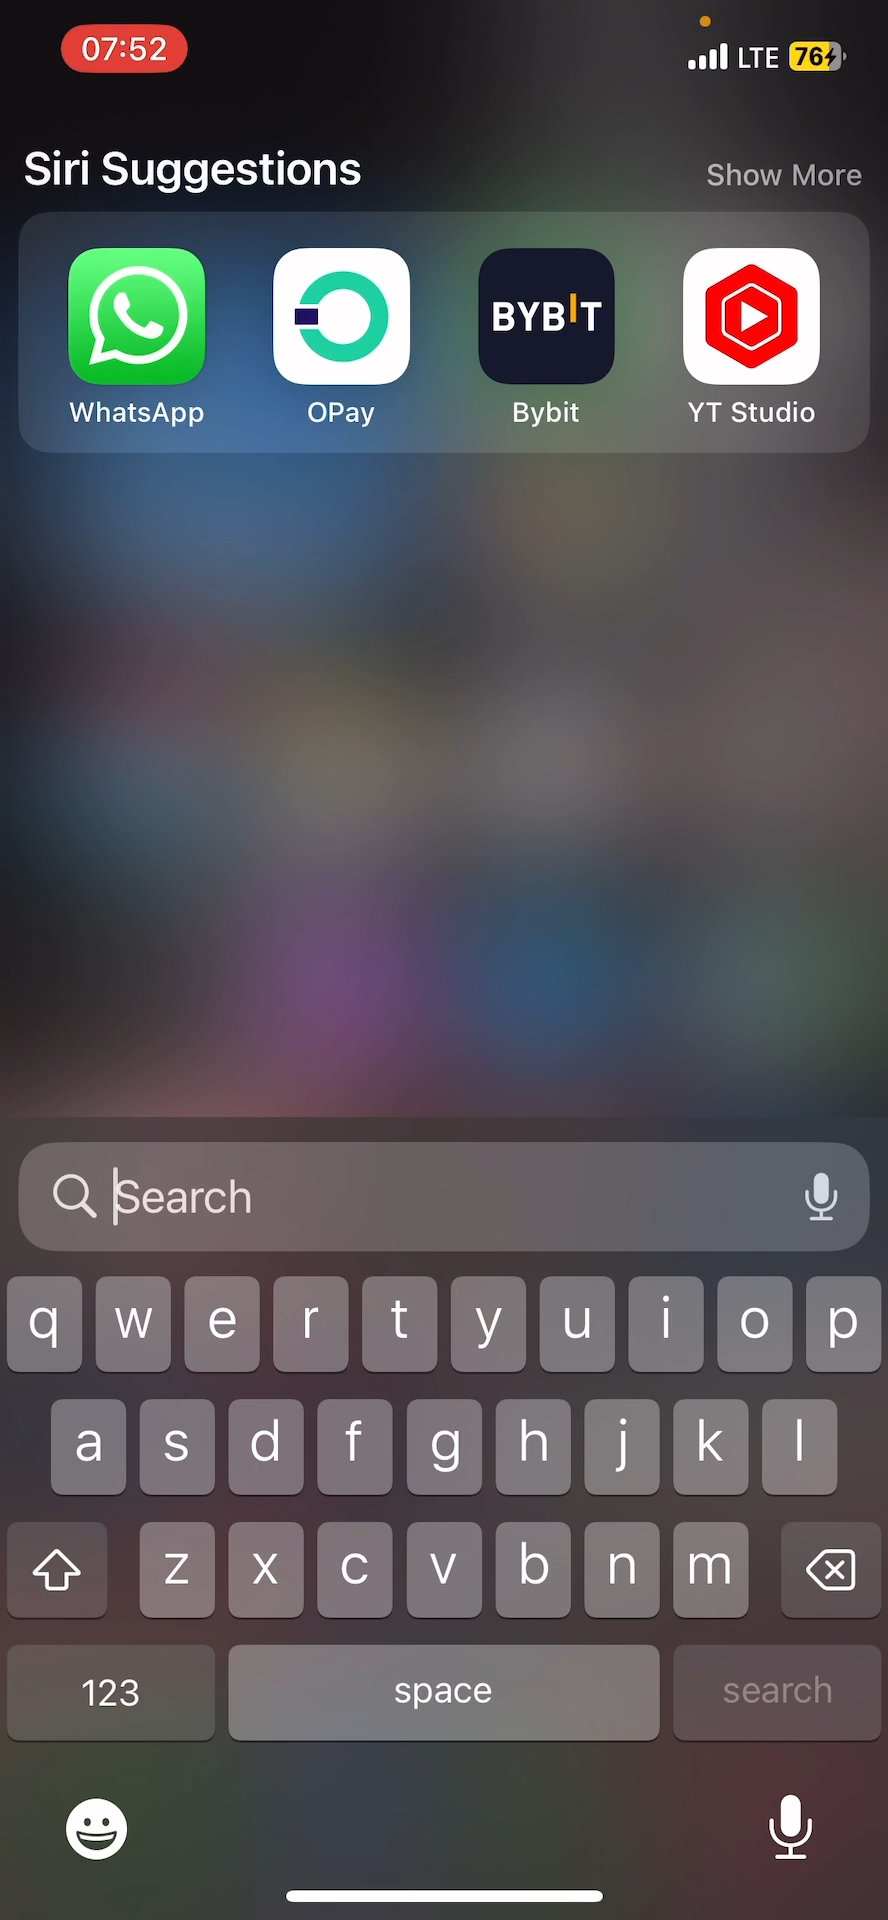 07:52
LTE 76
Siri Suggestions
Show More
BYBIT
WhatsApp OPay Bybit YT Studio
Search
q w e r t y u i o p
a s d f g h j k l
z x c v b n m
123 space search